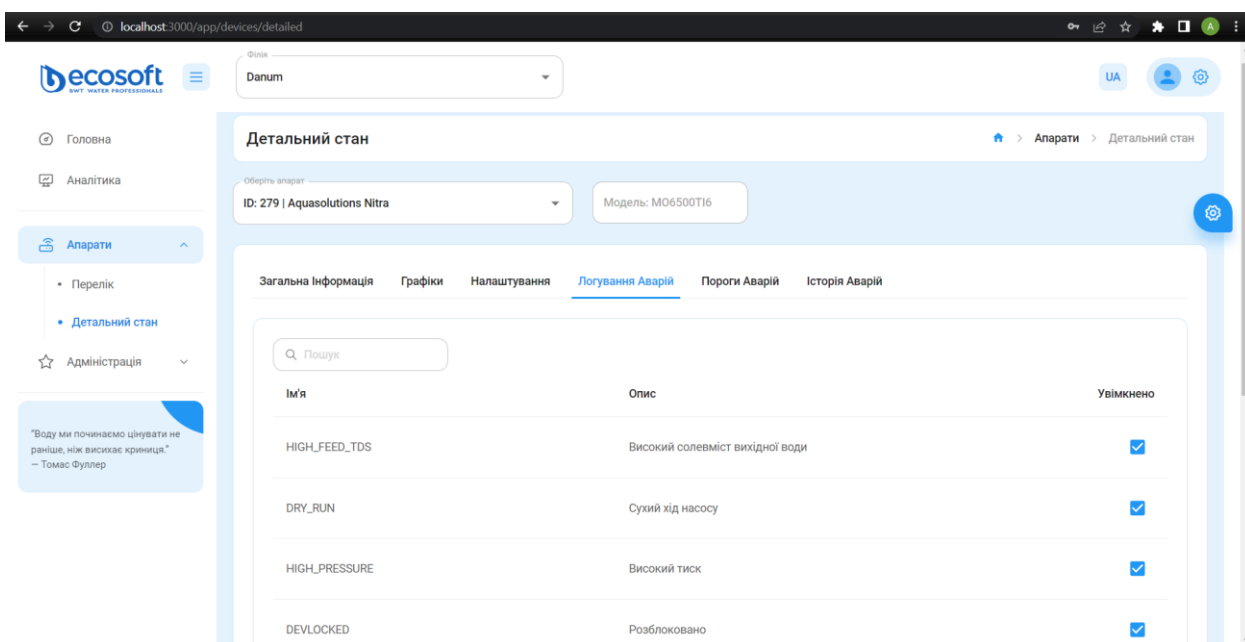 localhost:3000/app/devices/detailed
A
ecosoft
BWT WATER PROFESSIONALS
Філія
Danum
UA
Головна
Аналітика
Апарати
Перелік
Детальний стан
Адміністрація
"Воду ми починаємо цінувати не
раніше, ніж висихає криниця."
— Томас Фуллер
Детальний стан
Апарати > Детальний стан
Оберіть апарат
ID: 279 | Aquasolutions Nitra
Модель: MO6500TI6
Загальна Інформація Графіки Налаштування Логування Аварій Пороги Аварій Історія Аварій
Пошук
Ім'я Опис Увімкнено
HIGH_FEED_TDS Високий солевміст вихідної води
DRY_RUN Сухий хід насосу
HIGH_PRESSURE Високий тиск
DEVLOCKED Розблоковано